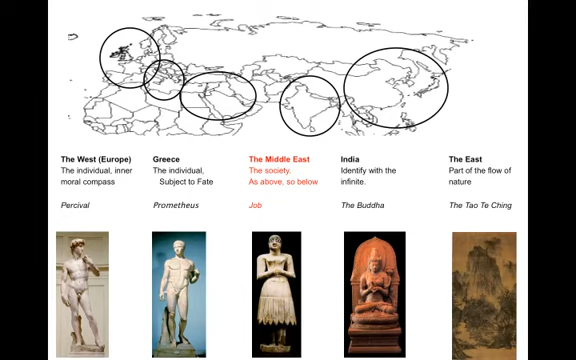 The West (Europe)
The individual, inner
moral compass
Percival
Greece
The individual,
Subject to Fate
Prometheus
The Middle East
The society.
As above, so below
Job
India
Identify with the
infinite.
The Buddha
The East
Part of the flow of
nature
The Tao Te Ching